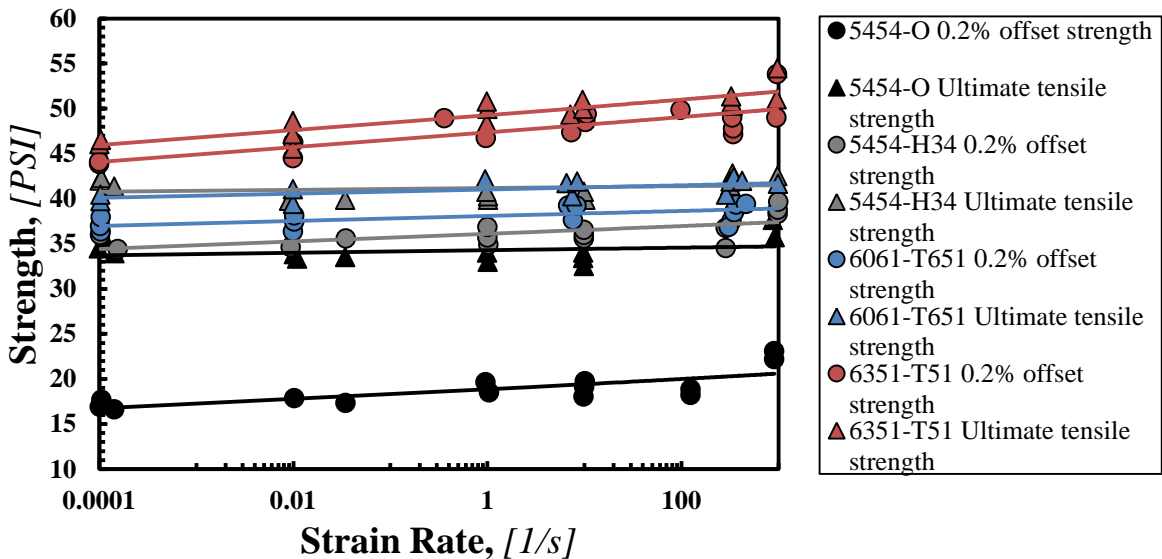 60
55
50
45
40
35
30
25
20
15
10
Strength, [PSI]
0.0001
0.01
1
100
Strain Rate, [1/s]
5454-O 0.2% offset strength
5454-O Ultimate tensile
strength
5454-H34 0.2% offset
strength
5454-H34 Ultimate tensile
strength
6061-T651 0.2% offset
strength
6061-T651 Ultimate tensile
strength
6351-T51 0.2% offset
strength
6351-T51 Ultimate tensile
strength